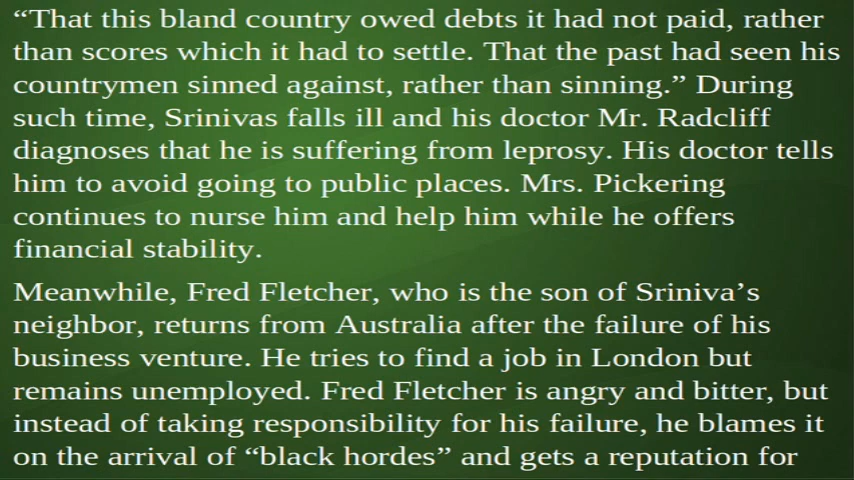 “That this bland country owed debts it had not paid, rather
than scores which it had to settle. That the past had seen his
countrymen sinned against, rather than sinning.” During
such time, Srinivas falls ill and his doctor Mr. Radcliff
diagnoses that he is suffering from leprosy. His doctor tells
him to avoid going to public places. Mrs. Pickering
continues to nurse him and help him while he offers
financial stability.
Meanwhile, Fred Fletcher, who is the son of Sriniva’s
neighbor, returns from Australia after the failure of his
business venture. He tries to find a job in London but
remains unemployed. Fred Fletcher is angry and bitter, but
instead of taking responsibility for his failure, he blames it
on the arrival of “black hordes” and gets a reputation for